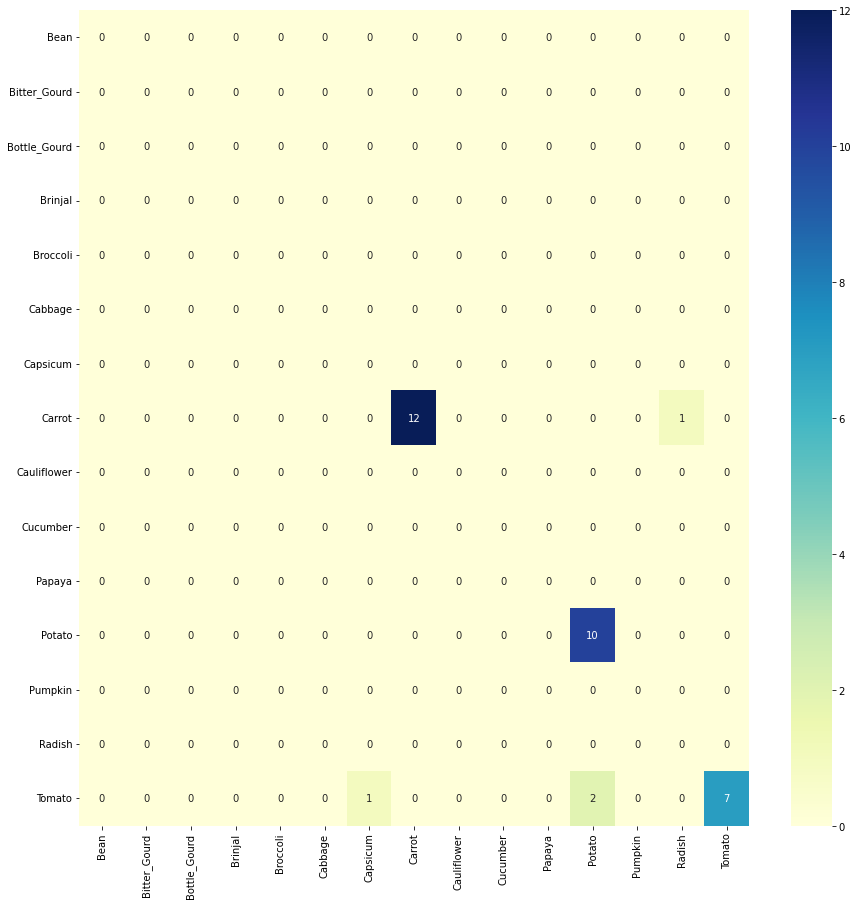 Bean 0 0 0 0 0 0 0 0 0 0 0 0 0 0 0
Bitter_Gourd 0 0 0 0 0 0 0 0 0 0 0 0 0 0 0
Bottle_Gourd 0 0 0 0 0 0 0 0 0 0 0 0 0 0 0
Brinjal 0 0 0 0 0 0 0 0 0 0 0 0 0 0 0
Broccoli 0 0 0 0 0 0 0 0 0 0 0 0 0 0 0
Cabbage 0 0 0 0 0 0 0 0 0 0 0 0 0 0 0
Capsicum 0 0 0 0 0 0 0 0 0 0 0 0 0 0 0
Carrot 0 0 0 0 0 0 0 12 0 0 0 0 0 1 0
Cauliflower 0 0 0 0 0 0 0 0 0 0 0 0 0 0 0
Cucumber 0 0 0 0 0 0 0 0 0 0 0 0 0 0 0
Papaya 0 0 0 0 0 0 0 0 0 0 0 0 0 0 0
Potato 0 0 0 0 0 0 0 0 0 0 0 10 0 0 0
Pumpkin 0 0 0 0 0 0 0 0 0 0 0 0 0 0 0
Radish 0 0 0 0 0 0 0 0 0 0 0 0 0 0 0
Tomato 0 0 0 0 0 0 1 0 0 0 0 2 0 0 7
Bean
Bitter_Gourd
Bottle_Gourd
Brinjal
Broccoli
Cabbage
Capsicum
Carrot
Cauliflower
Cucumber
Papaya
Potato
Pumpkin
Radish
Tomato
12
10
8
6
4
2
0